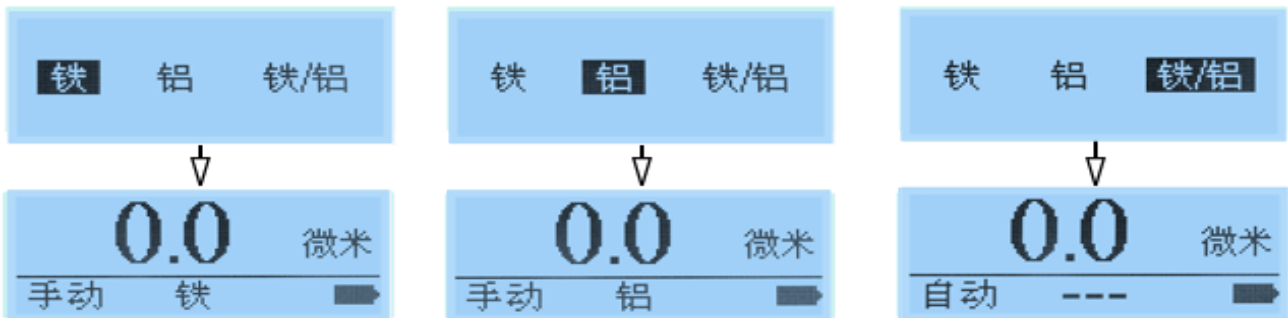 铁 铝 铁/铝
0.0 微米
手动 铁
铁 铝 铁/铝
0.0 微米
手动 铝
铁 铝 铁/铝
0.0 微米
自动 ---